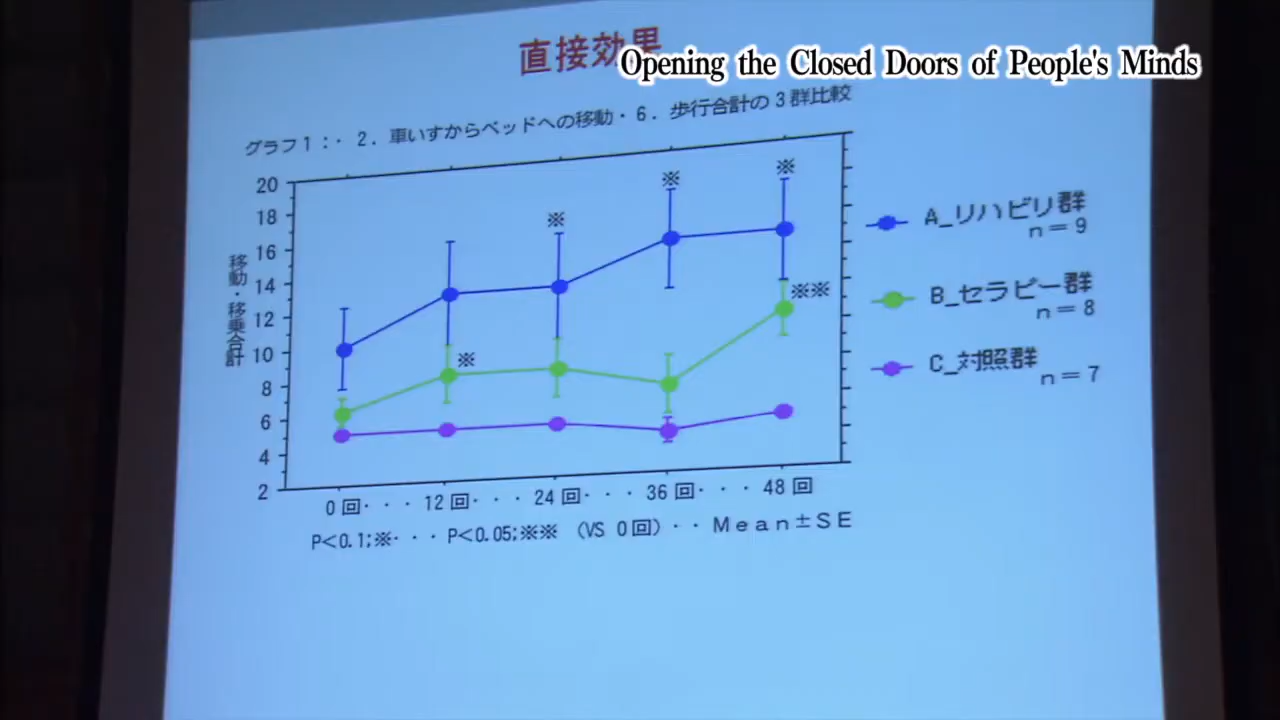 直接効果
Opening the Closed Doors of People's Minds
グラフ1：・ 2．車いすからベッドへの移動・6．歩行合計の3群比較
移動・移乗合計
20
18
16
14
12
10
8
6
4
2
※
※
※
※
※※
A_リハビリ群
n＝9
B_セラピー群
n＝8
C_対照群
n＝7
0回・・・12回・・・24回・・・36回・・・48回
P<0.1;※・・・P<0.05;※※ (VS 0回)・・Mean±SE